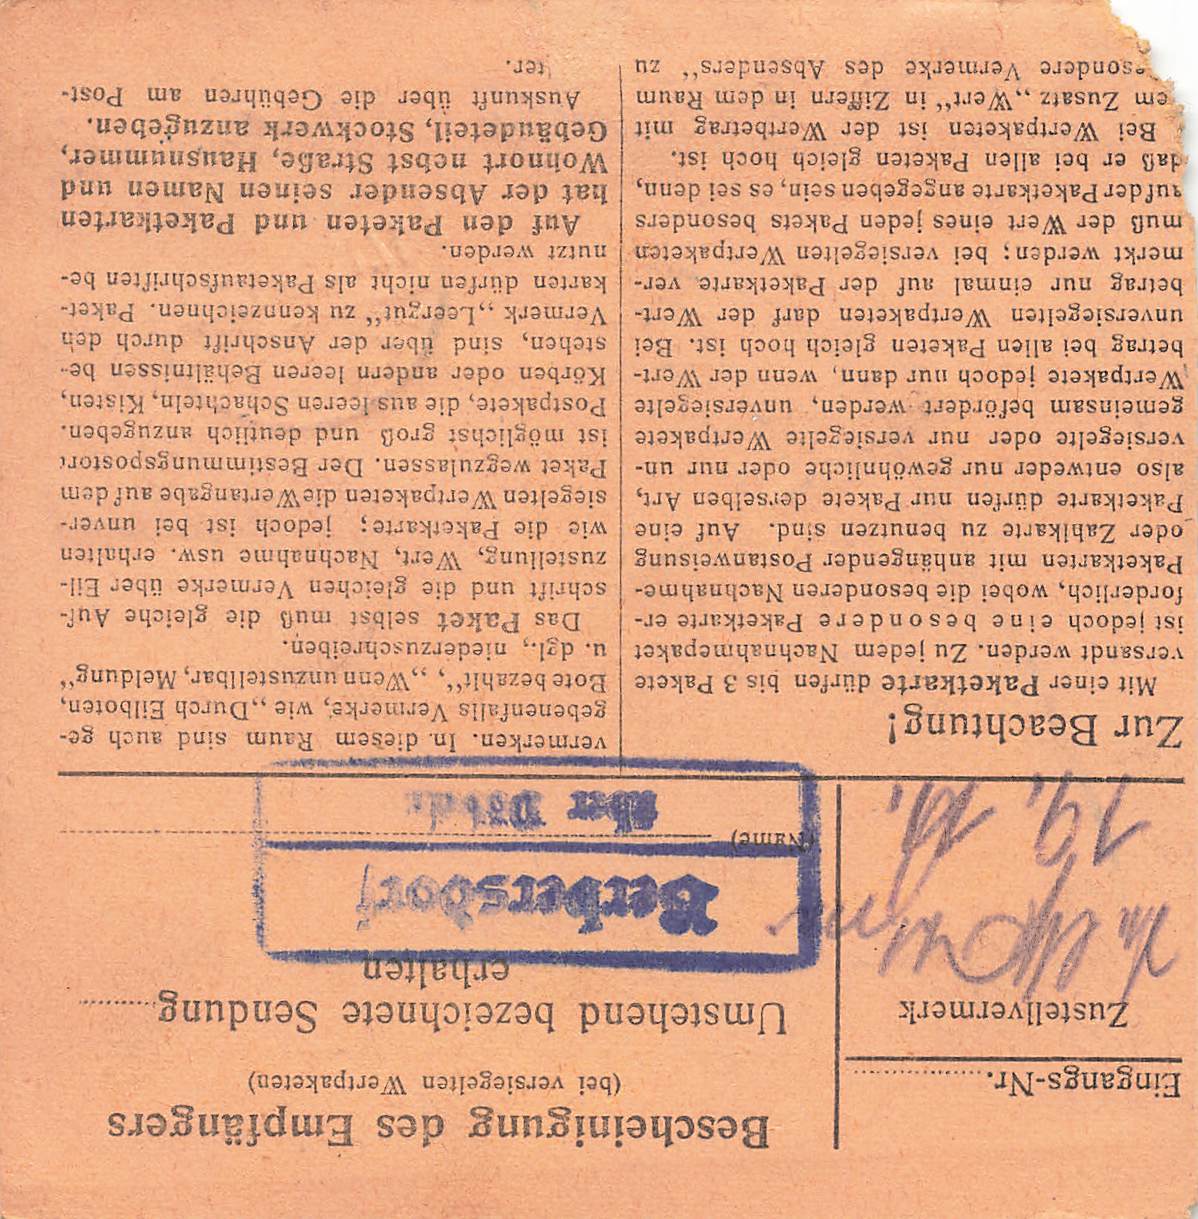 Eingangs-Nr.
Zustellvermerk
19. 11.
Bescheinigung des Empfängers
(bei versiegelten Wertpaketen)
Umstehend bezeichnete Sendung
erhalten
Berbersdorf
(Name)
über
Zur Beachtung!
Mit einer Paketkarte dürfen bis 3 Pakete
versandt werden. Zu jedem Nachnahmepaket
ist jedoch eine besondere Paketkarte er-
forderlich, wobei die besonderen Nachnahme-
Paketkarten mit anhängender Postanweisung
oder Zahlkarte zu benutzen sind. Auf eine
Paketkarte dürfen nur Pakete derselben Art,
also entweder nur gewöhnliche oder nur un-
versiegelte oder nur versiegelte Wertpakete
gemeinsam befördert werden, unversiegelte
Wertpakete jedoch nur dann, wenn der Wert-
betrag bei allen Paketen gleich hoch ist. Bei
unversiegelten Wertpaketen darf der Wert-
betrag nur einmal auf der Paketkarte ver-
merkt werden; bei versiegelten Wertpaketen
muß der Wert eines jeden Pakets besonders
auf der Paketkarte angegeben sein, es sei denn,
daß er bei allen Paketen gleich hoch ist.
Bei Wertpaketen ist der Wertbetrag mit
em Zusatz „Wert“ in Ziffern in dem Raum
esondere Vermerke des Absenders“ zu
vermerken. In diesem Raum sind auch ge-
gebenenfalls Vermerke, wie „Durch Eilboten,
Bote bezahlt“, „Wenn unzustellbar, Meldung“
u. dgl., niederzuschreiben.
Das Paket selbst muß die gleiche Auf-
schrift und die gleichen Vermerke über Eil-
zustellung, Wert, Nachnahme usw. erhalten
wie die Paketkarte; jedoch ist bei unver-
siegelten Wertpaketen die Wertangabe auf dem
Paket wegzulassen. Der Bestimmungspostort
ist möglichst groß und deutlich anzugeben.
Postpakete, die aus leeren Schachteln, Kisten,
Körben oder andern leeren Behältnissen be-
stehen, sind über der Anschrift durch den
Vermerk „Leergut“ zu kennzeichnen. Paket-
karten dürfen nicht als Paketaufschriften be-
nutzt werden.
Auf den Paketen und Paketkarten
hat der Absender seinen Namen und
Wohnort nebst Straße, Hausnummer,
Gebäudeteil, Stockwerk anzugeben.
Auskunft über die Gebühren am Post-
ter.